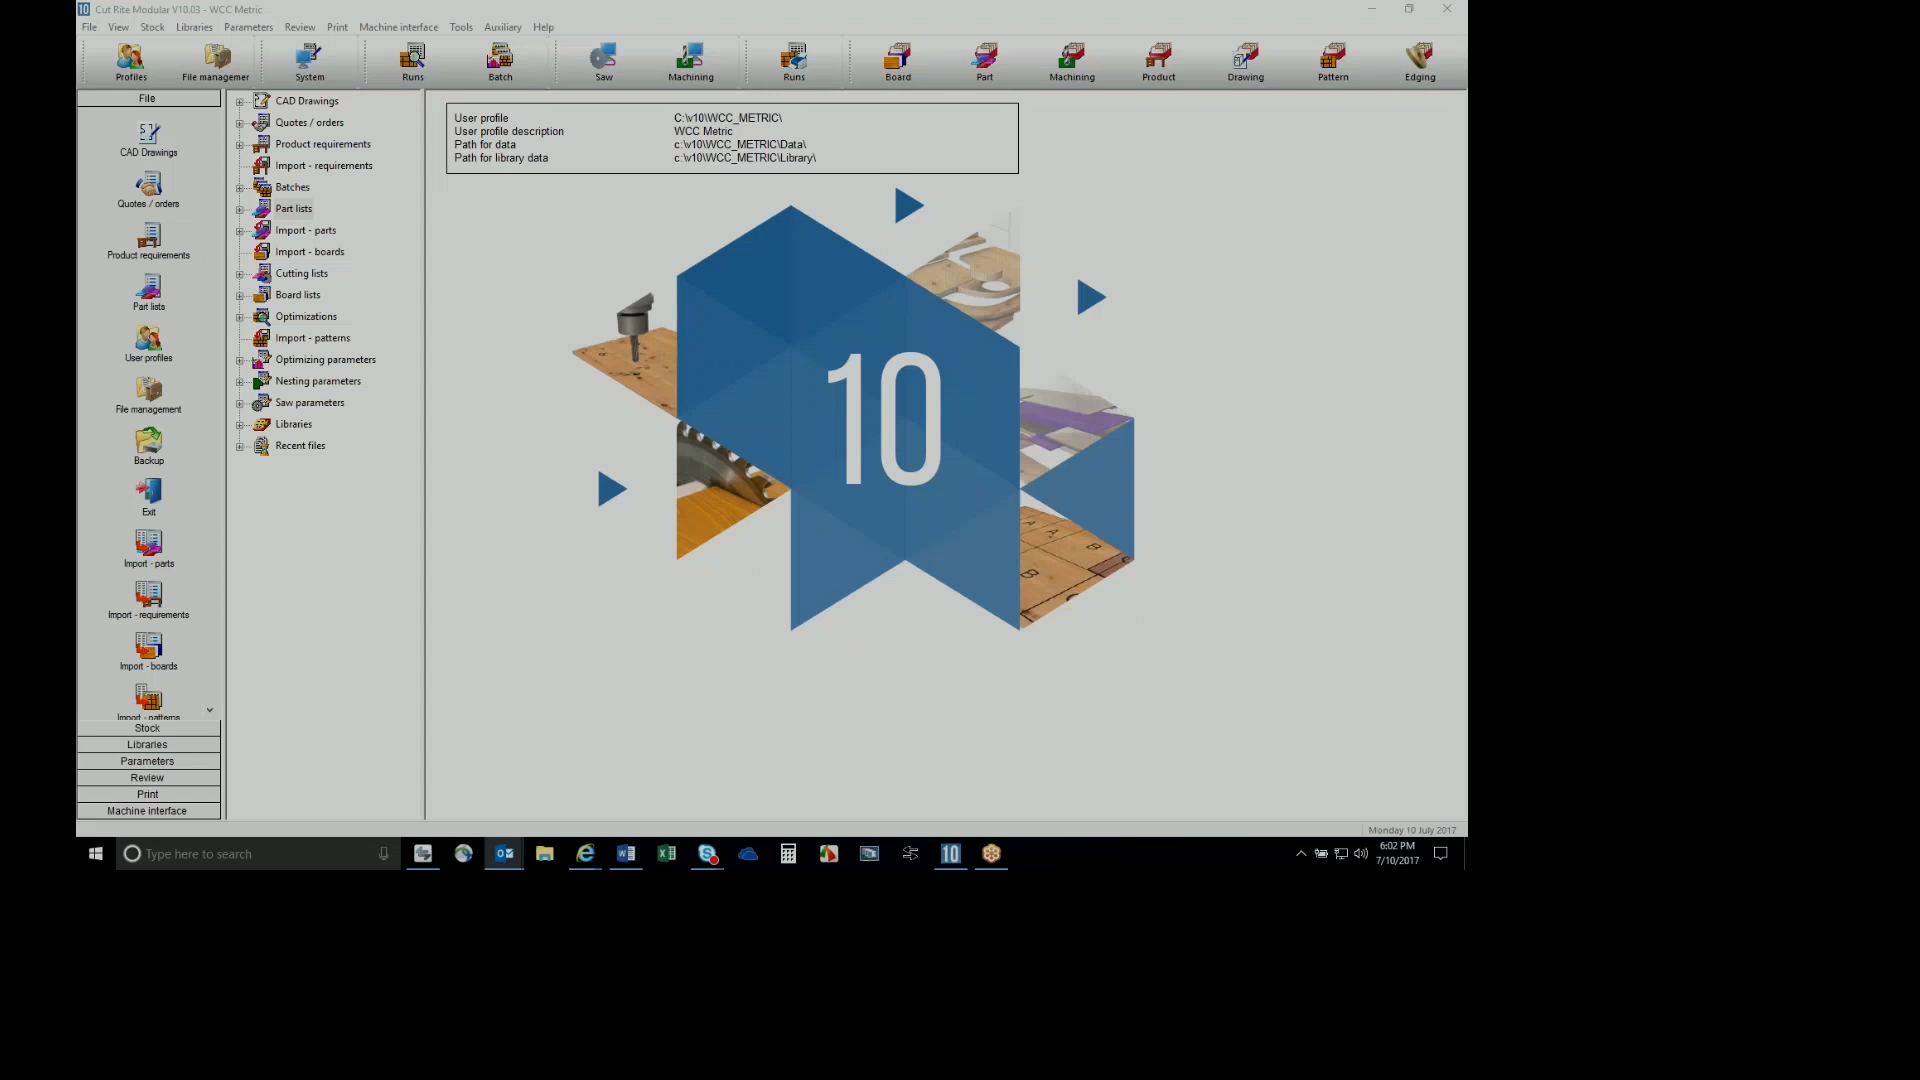 Cut Rite Modular V10.03 - WCC Metric
File View Stock Libraries Parameters Review Print Machine interface Tools Auxiliary Help
Profiles File management System Runs Batch Saw Machining Runs Board Part Machining Product Drawing Pattern Edging
File
CAD Drawings
Quotes / orders
Product requirements
Part lists
User profiles
File management
Backup
Exit
Import - parts
Import - requirements
Import - boards
Import - patterns
Stock
Libraries
Parameters
Review
Print
Machine interface
CAD Drawings
Quotes / orders
Product requirements
Import - requirements
Batches
Part lists
Import - parts
Import - boards
Cutting lists
Board lists
Optimizations
Import - patterns
Optimizing parameters
Nesting parameters
Saw parameters
Libraries
Recent files
User profile C:\v10\WCC_METRIC\
User profile description WCC Metric
Path for data c:\v10\WCC_METRIC\Data\
Path for library data c:\v10\WCC_METRIC\Library\
10
A
A
B
B
C
Monday 10 July 2017
Type here to search
10
6:02 PM
7/10/2017